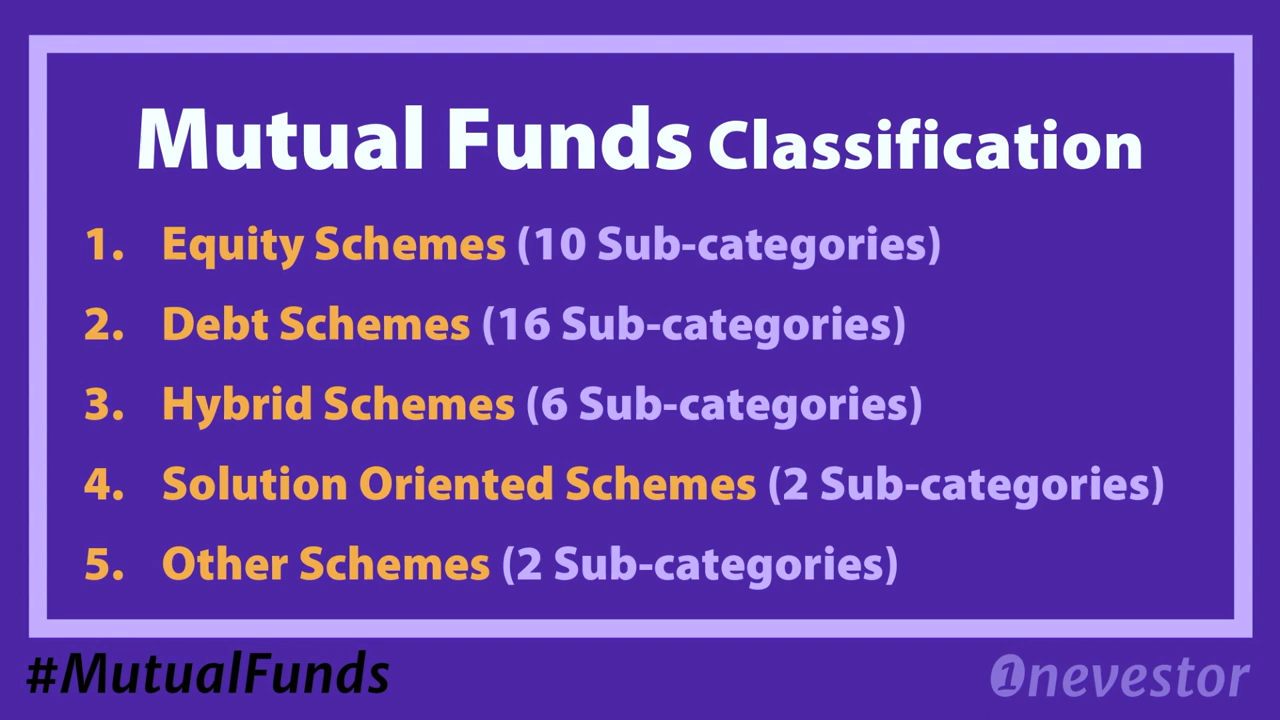 Mutual Funds Classification
1. Equity Schemes (10 Sub-categories)
2. Debt Schemes (16 Sub-categories)
3. Hybrid Schemes (6 Sub-categories)
4. Solution Oriented Schemes (2 Sub-categories)
5. Other Schemes (2 Sub-categories)
#MutualFunds
1nevestor